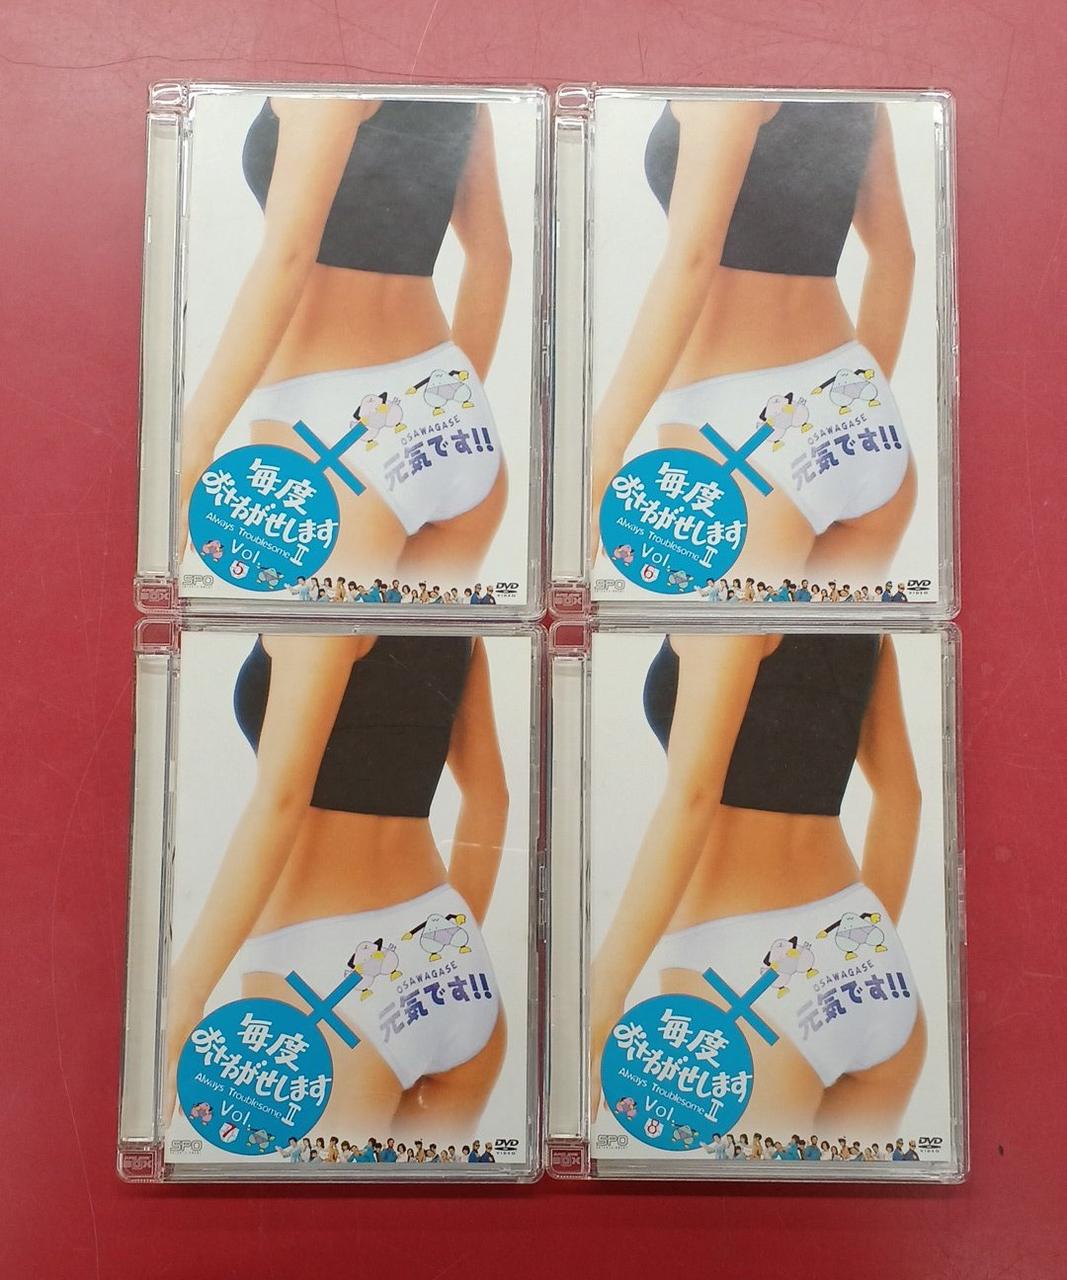 OSAWAGASE
元気です!!
毎度
おさわがせします
Always Troublesome II
Vol.
5
SPO
DVD
VIDEO
OSAWAGASE
元気です!!
毎度
おさわがせします
Always Troublesome II
Vol.
6
SPO
DVD
VIDEO
OSAWAGASE
元気です!!
毎度
おさわがせします
Always Troublesome II
Vol.
7
SPO
DVD
VIDEO
OSAWAGASE
元気です!!
毎度
おさわがせします
Always Troublesome II
Vol.
8
SPO
DVD
VIDEO